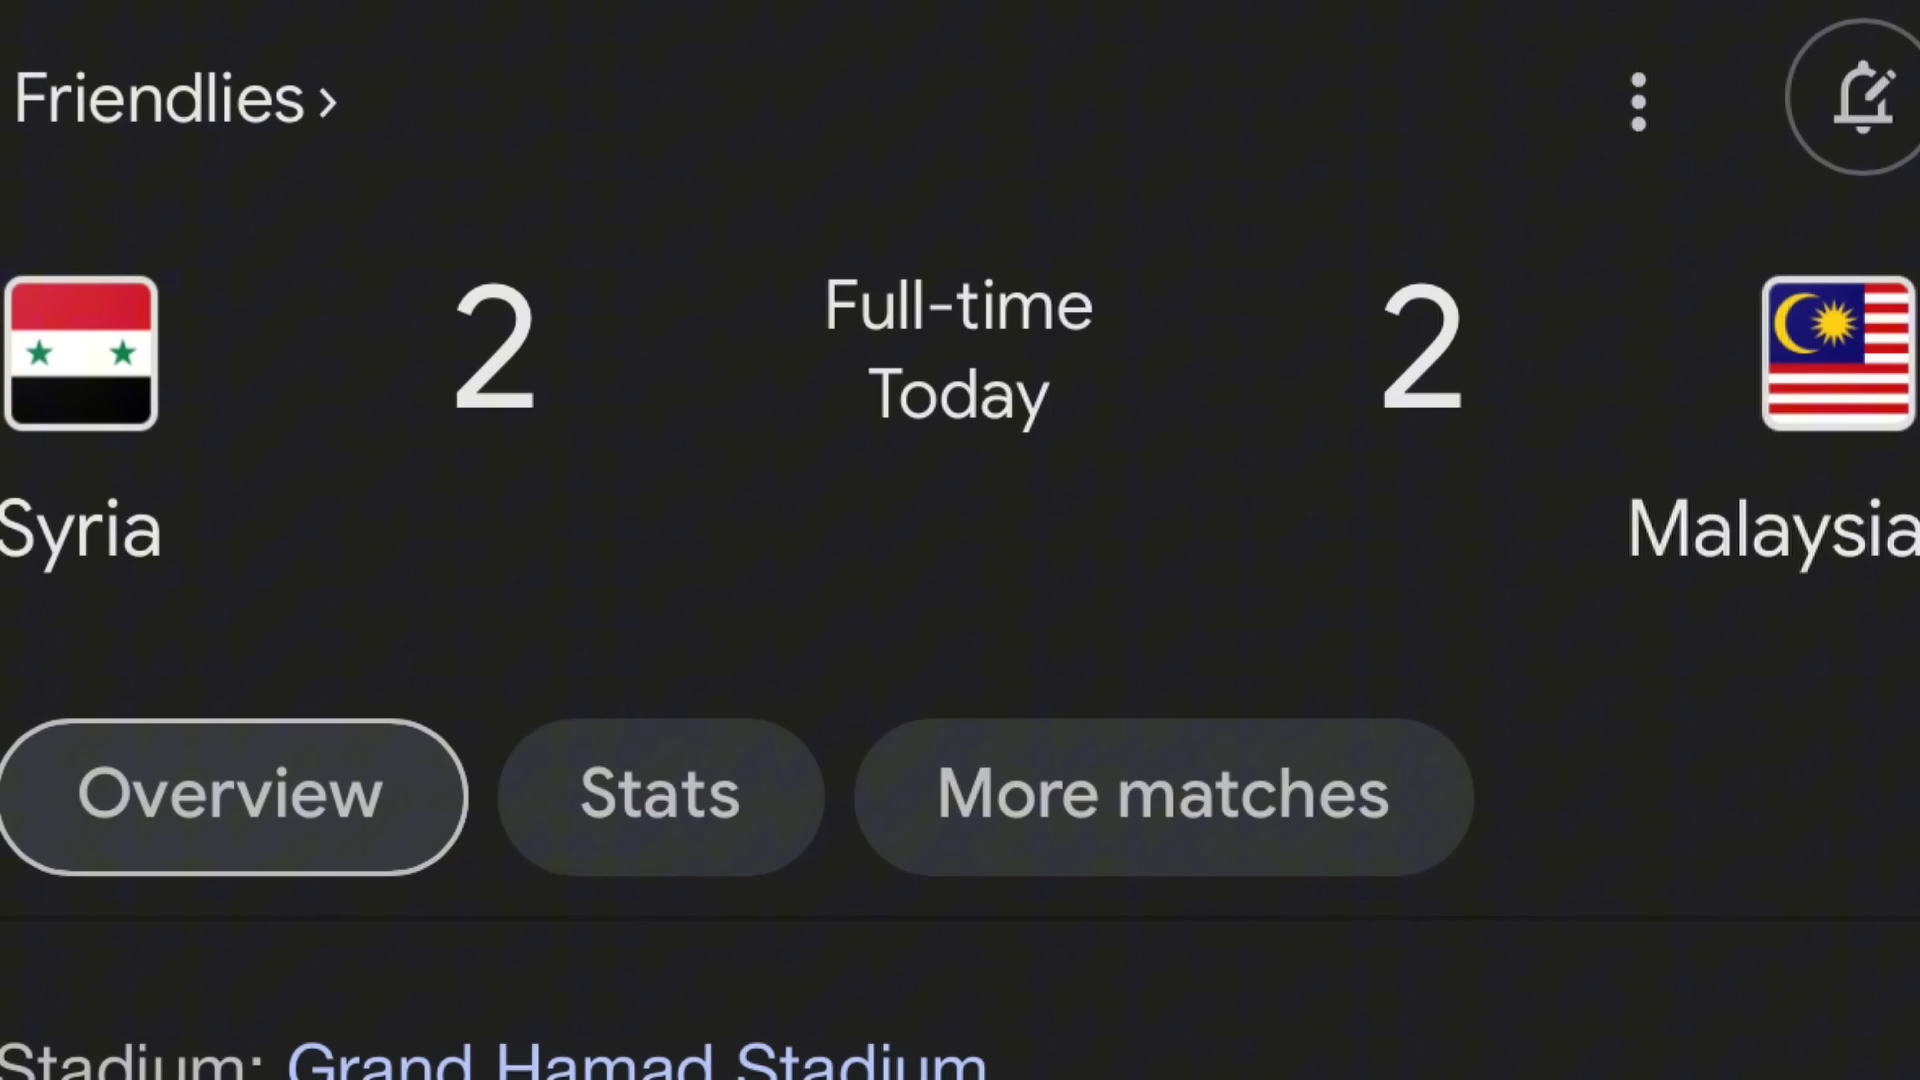 Friendlies >
2
Full-time
Today
2
Syria
Malaysia
Overview
Stats
More matches
Stadium: Grand Hamad Stadium